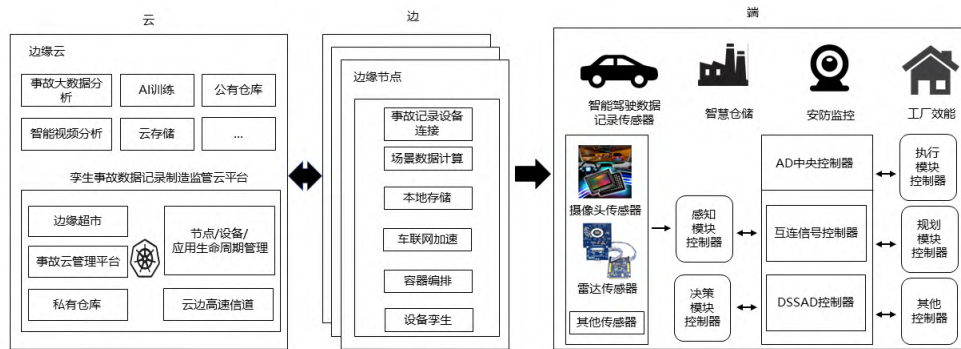 云
边
端
边缘云
事故大数据分
析
AI训练
公有仓库
智能视频分析
云存储
...
孪生事故数据记录制造监管云平台
边缘超市
事故云管理平台
节点/设备/
应用生命周期管理
私有仓库
云边高速信道
边缘节点
事故记录设备
连接
场景数据计算
本地存储
车联网加速
容器编排
设备孪生
智能驾驶数据
记录传感器
智慧仓储
安防监控
工厂效能
摄像头传感器
雷达传感器
其他传感器
感知
模块
控制器
决策
模块
控制器
AD中央控制器
互连信号控制器
DSSAD控制器
执行
模块
控制器
规划
模块
控制器
其他
控制器